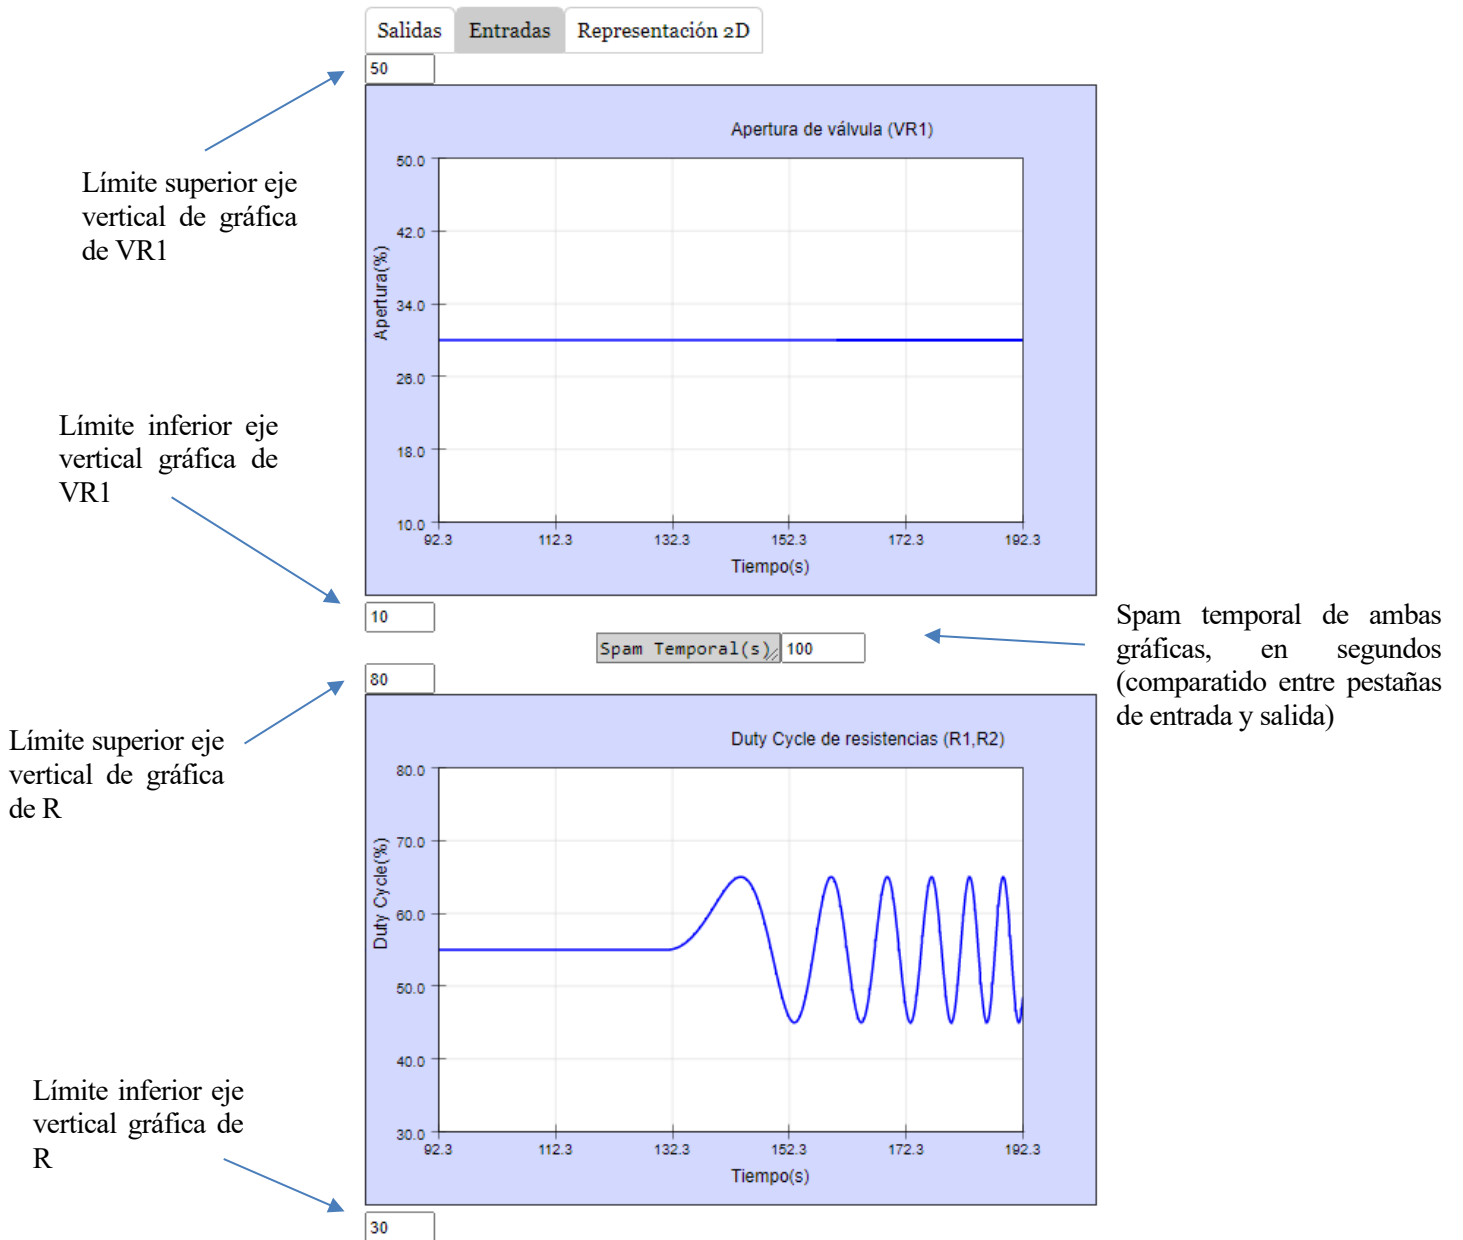 Salidas Entradas Representación 2D
50
Límite superior eje
vertical de gráfica
de VR1
Apertura de válvula (VR1)
50.0
42.0
34.0
26.0
18.0
10.0
Apertura(%)
92.3 112.3 132.3 152.3 172.3 192.3
Tiempo(s)
Límite inferior eje
vertical gráfica de
VR1
10
Spam Temporal(s) 100
Spam temporal de ambas
gráficas, en segundos
(comparatido entre pestañas
de entrada y salida)
80
Límite superior eje
vertical de gráfica
de R
Duty Cycle de resistencias (R1,R2)
80.0
70.0
60.0
50.0
40.0
30.0
Duty Cycle(%)
92.3 112.3 132.3 152.3 172.3 192.3
Tiempo(s)
Límite inferior eje
vertical gráfica de
R
30